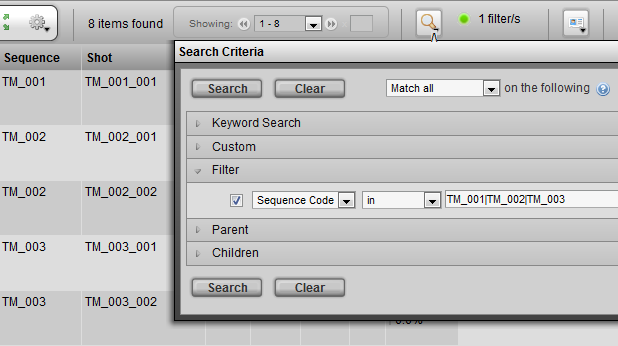 8 items found Showing: 1 - 8 1 filter/s
Sequence Shot
Search Criteria
Search Clear Match all on the following
Keyword Search
Custom
Filter
Sequence Code in TM_001|TM_002|TM_003
Parent
Children
Search Clear
TM_001 TM_001_001
TM_002 TM_002_001
TM_002 TM_002_002
TM_003 TM_003_001
TM_003 TM_003_002